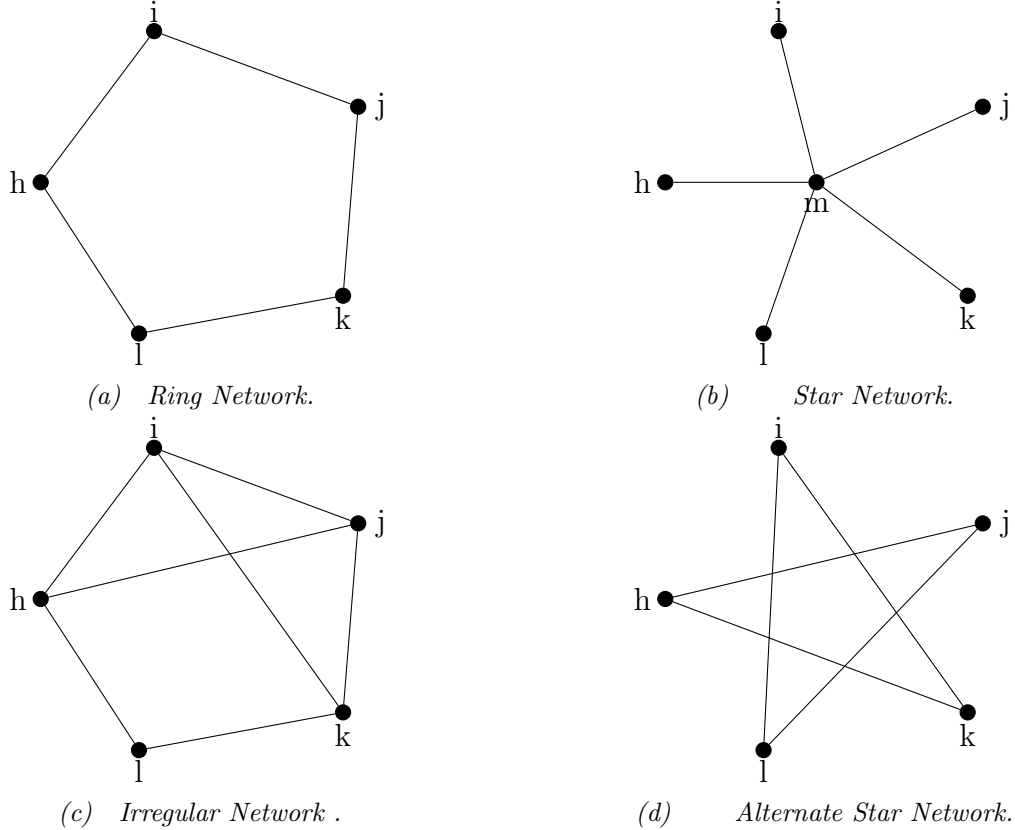 i
j
h
k
l
(a) Ring Network.
i
j
h
m
k
l
(b) Star Network.
i
j
h
k
l
(c) Irregular Network .
i
j
h
k
l
(d) Alternate Star Network.